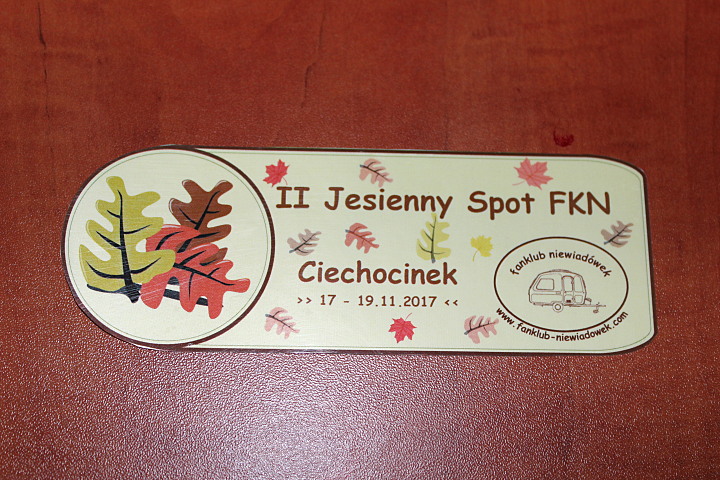 II Jesienny Spot FKN
Ciechocinek
>> 17 - 19.11.2017 <<
fanklub niewiadówek
www.fanklub-niewiadowek.com